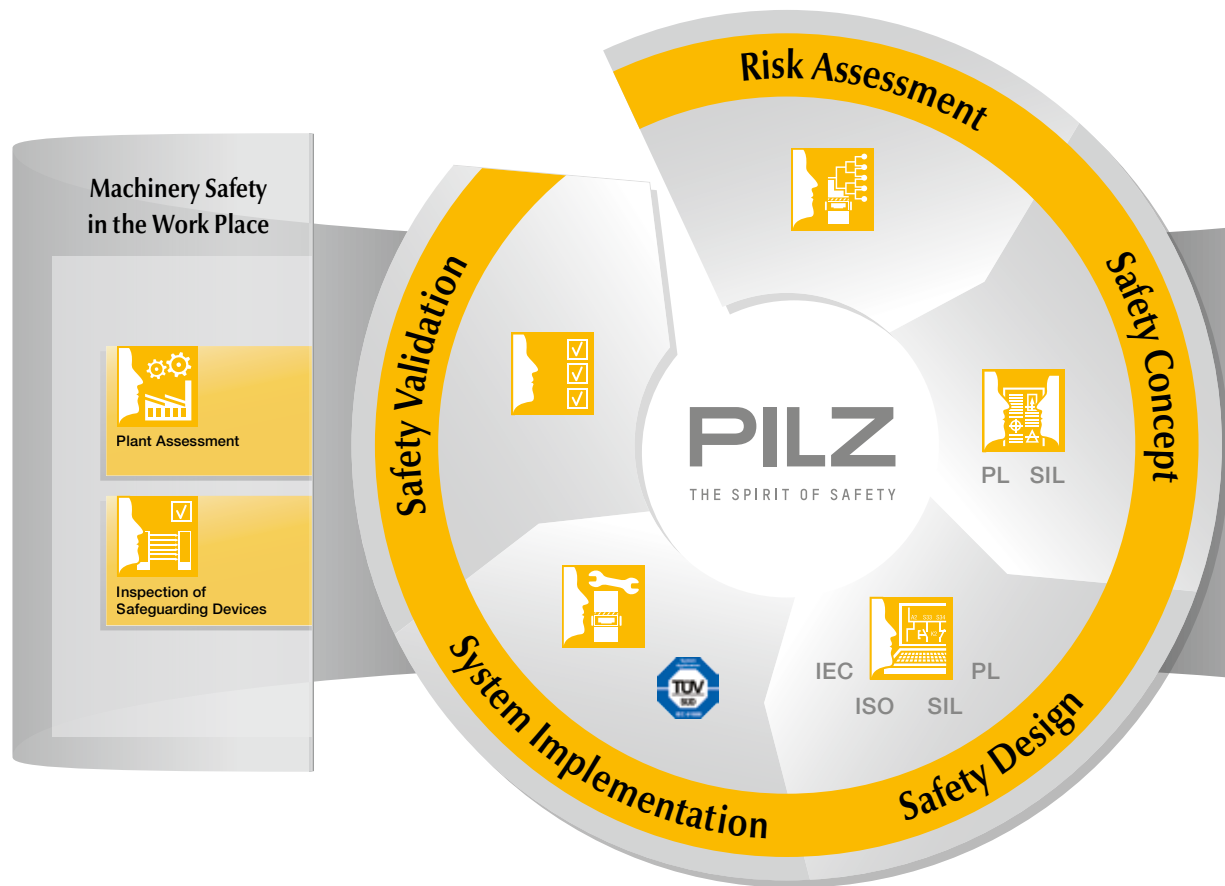 Machinery Safety
in the Work Place
Plant Assessment
Inspection of
Safeguarding Devices
Risk Assessment
Safety Concept
PL SIL
Safety Design
IEC PL
ISO SIL
System Implementation
TÜV
SÜD
Safety Validation
PILZ
THE SPIRIT OF SAFETY